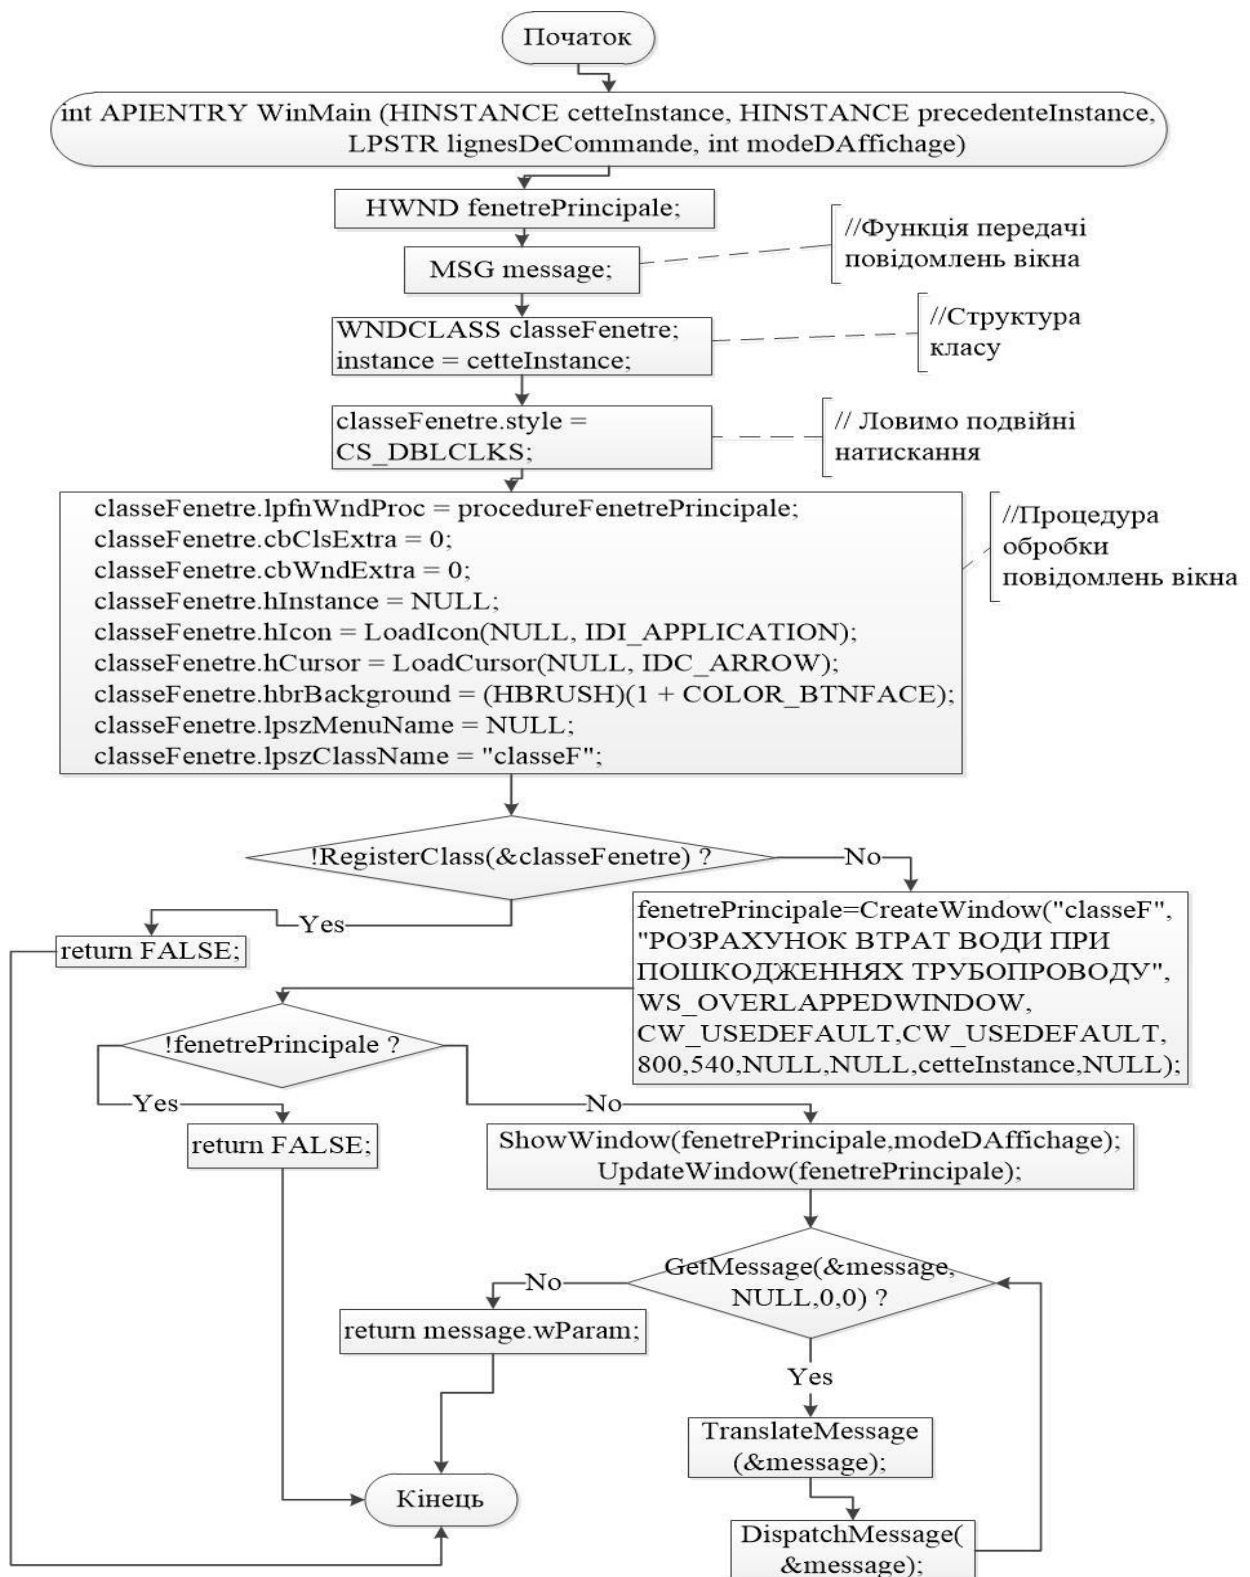 Початок
int APIENTRY WinMain (HINSTANCE cetteInstance, HINSTANCE precedenteInstance,
LPSTR lignesDeCommande, int modeDAffichage)
HWND fenetrePrincipale;
//Функція передачі
повідомлень вікна
MSG message;
//Структура
класу
WNDCLASS classeFenetre;
instance = cetteInstance;
// Ловимо подвійні
натискання
classeFenetre.style =
CS_DBLCLKS;
//Процедура
обробки
повідомлень вікна
classeFenetre.lpfnWndProc = procedureFenetrePrincipale;
classeFenetre.cbClsExtra = 0;
classeFenetre.cbWndExtra = 0;
classeFenetre.hInstance = NULL;
classeFenetre.hIcon = LoadIcon(NULL, IDI_APPLICATION);
classeFenetre.hCursor = LoadCursor(NULL, IDC_ARROW);
classeFenetre.hbrBackground = (HBRUSH)(1 + COLOR_BTNFACE);
classeFenetre.lpszMenuName = NULL;
classeFenetre.lpszClassName = "classeF";
!RegisterClass(&classeFenetre) ?
No
Yes
return FALSE;
fenetrePrincipale=CreateWindow("classeF",
"РОЗРАХУНОК ВТРАТ ВОДИ ПРИ
ПОШКОДЖЕННЯХ ТРУБОПРОВОДУ",
WS_OVERLAPPEDWINDOW,
CW_USEDEFAULT,CW_USEDEFAULT,
800,540,NULL,NULL,cetteInstance,NULL);
!fenetrePrincipale ?
Yes
No
return FALSE;
ShowWindow(fenetrePrincipale,modeDAffichage);
UpdateWindow(fenetrePrincipale);
GetMessage(&message,
NULL,0,0) ?
No
return message.wParam;
Yes
TranslateMessage
(&message);
Кінець
DispatchMessage(
&message);